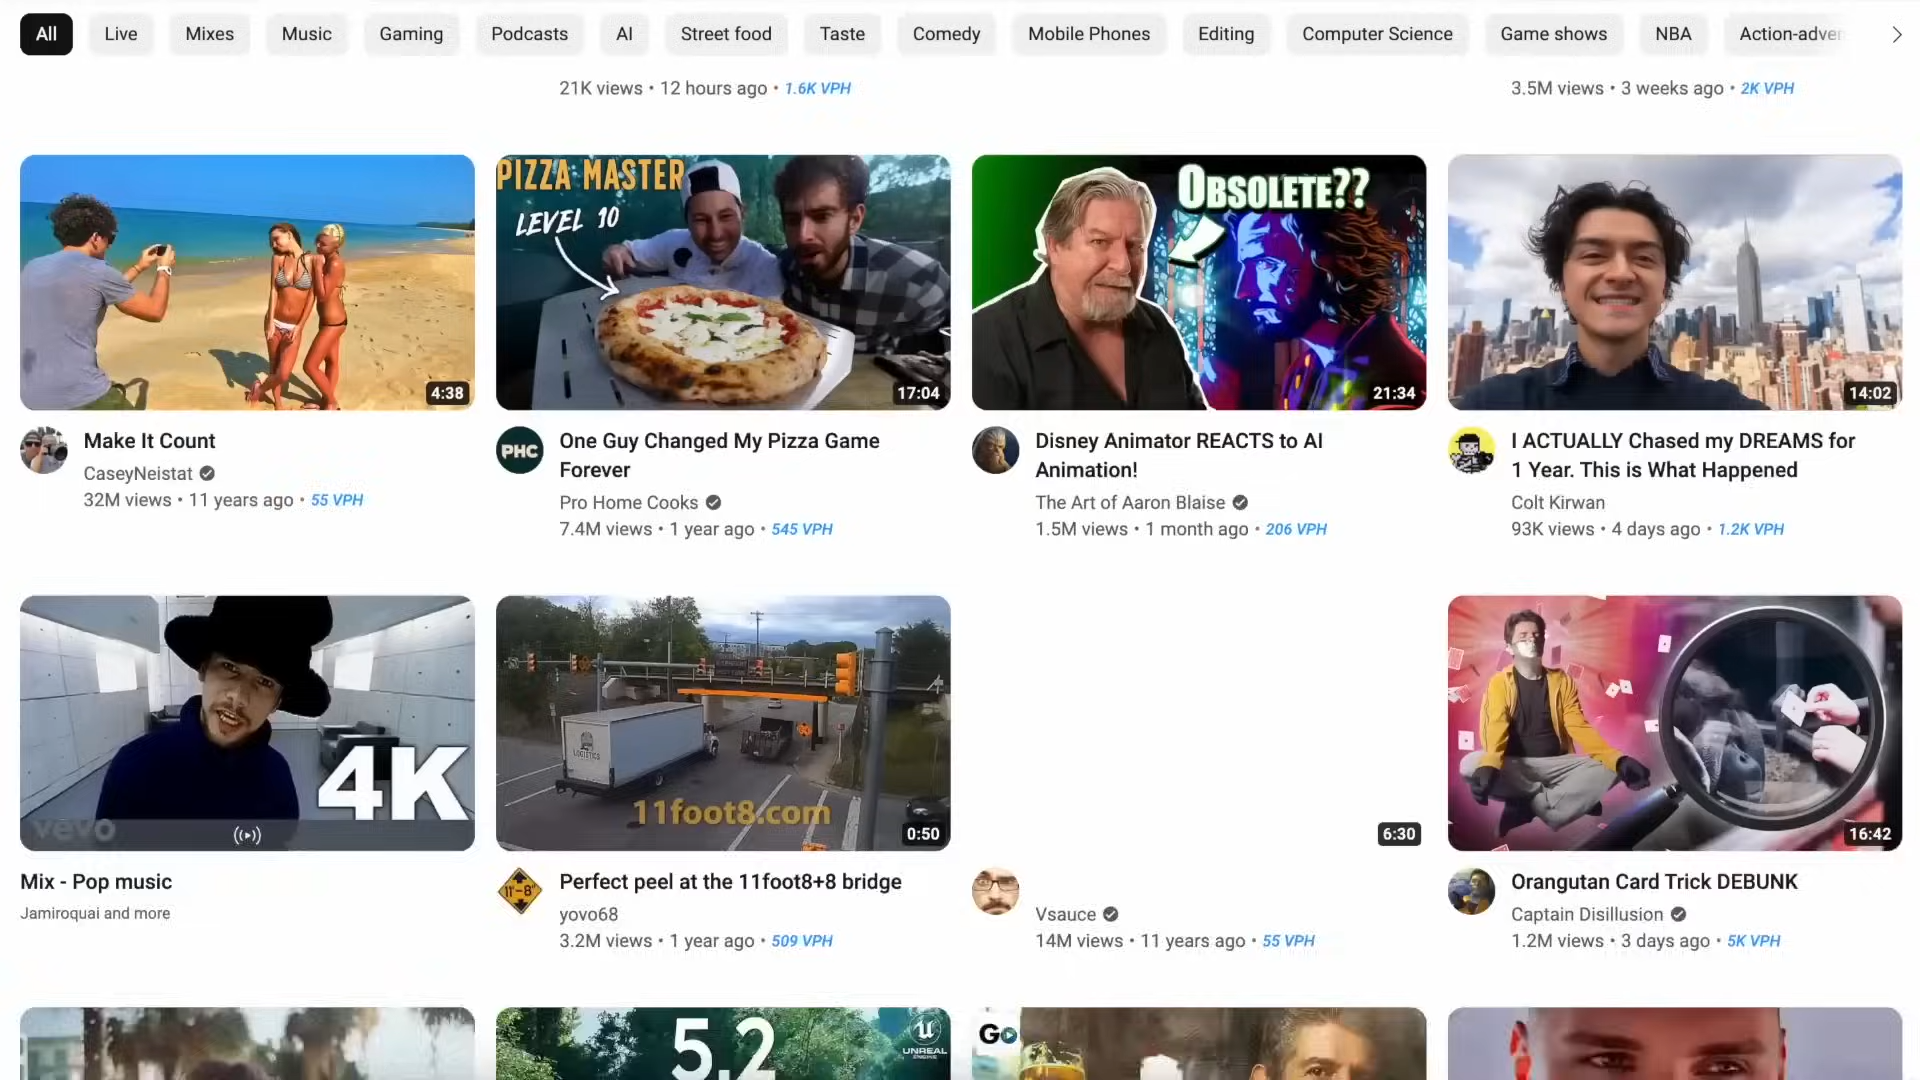 All
Live
Mixes
Music
Gaming
Podcasts
AI
Street food
Taste
Comedy
Mobile Phones
Editing
Computer Science
Game shows
NBA
Action-adven
21K views • 12 hours ago • 1.6K VPH
3.5M views • 3 weeks ago • 2K VPH
4:38
Make It Count
CaseyNeistat
32M views • 11 years ago • 55 VPH
PIZZA MASTER
LEVEL 10
17:04
PHC
One Guy Changed My Pizza Game
Forever
Pro Home Cooks
7.4M views • 1 year ago • 545 VPH
OBSOLETE??
21:34
Disney Animator REACTS to AI
Animation!
The Art of Aaron Blaise
1.5M views • 1 month ago • 206 VPH
14:02
I ACTUALLY Chased my DREAMS for
1 Year. This is What Happened
Colt Kirwan
93K views • 4 days ago • 1.2K VPH
4K
vevo
Mix - Pop music
Jamiroquai and more
LOGISTICS
11foot8.com
0:50
11'-8"
Perfect peel at the 11foot8+8 bridge
yovo68
3.2M views • 1 year ago • 509 VPH
6:30
Vsauce
14M views • 11 years ago • 55 VPH
16:42
Orangutan Card Trick DEBUNK
Captain Disillusion
1.2M views • 3 days ago • 5K VPH
5.2
UNREAL
ENGINE
GO